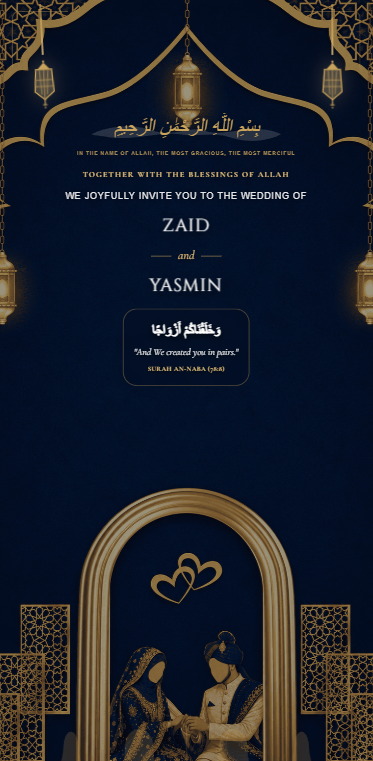 بِسْمِ اللَّهِ الرَّحْمَٰنِ الرَّحِيمِ
IN THE NAME OF ALLAH, THE MOST GRACIOUS, THE MOST MERCIFUL
TOGETHER WITH THE BLESSINGS OF ALLAH
WE JOYFULLY INVITE YOU TO THE WEDDING OF
ZAID
and
YASMIN
وَخَلَقْنَاكُمْ أَزْوَاجًا
"And We created you in pairs."
SURAH AN-NABA (78:8)